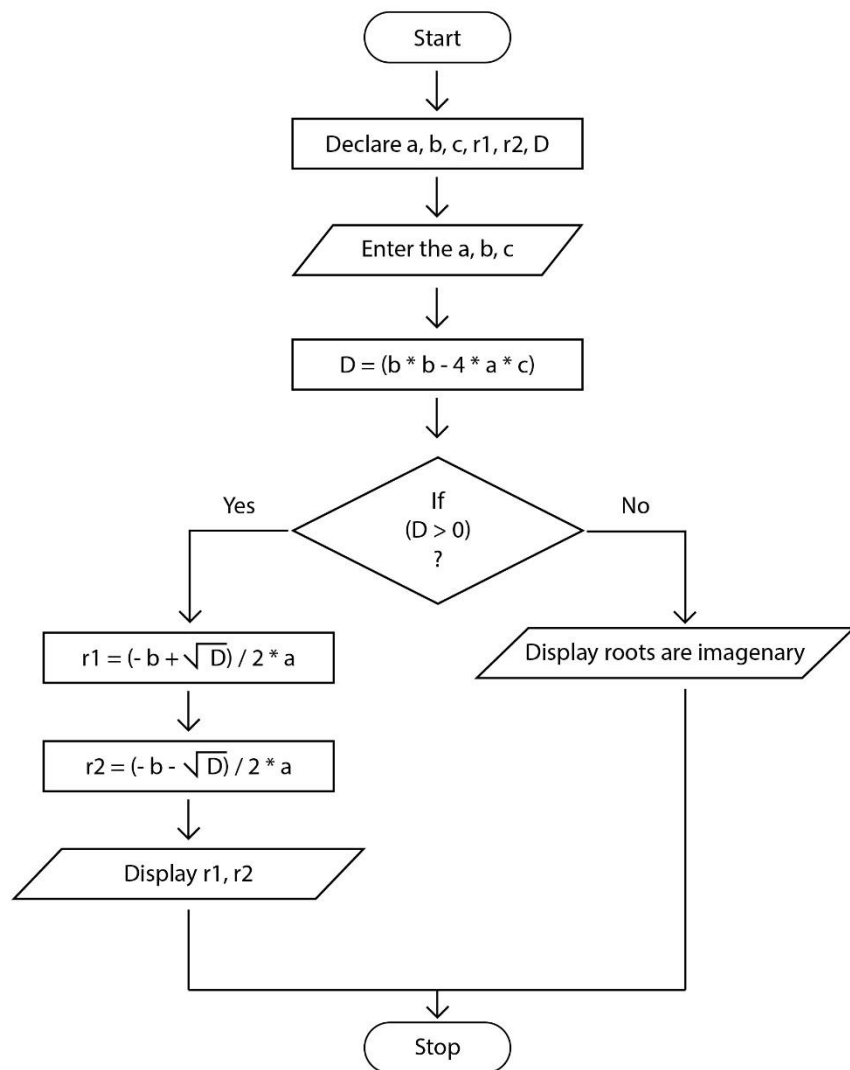 Start
Declare a, b, c, r1, r2, D
Enter the a, b, c
D = (b * b - 4 * a * c)
If
(D > 0)
?
Yes
No
r1 = (- b + √D) / 2 * a
r2 = (- b - √D) / 2 * a
Display r1, r2
Display roots are imagenary
Stop